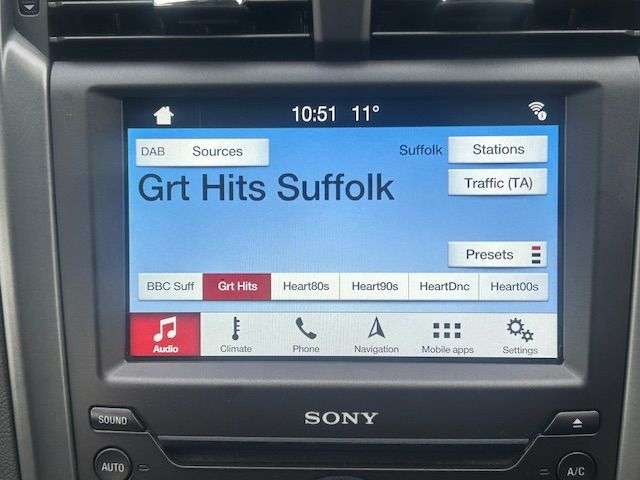 10:51 11°
DAB Sources Suffolk Stations
Grt Hits Suffolk
Traffic (TA)
Presets
BBC Suff Grt Hits Heart80s Heart90s HeartDnc Heart00s
Audio Climate Phone Navigation Mobile apps Settings
SONY
SOUND
AUTO A/C